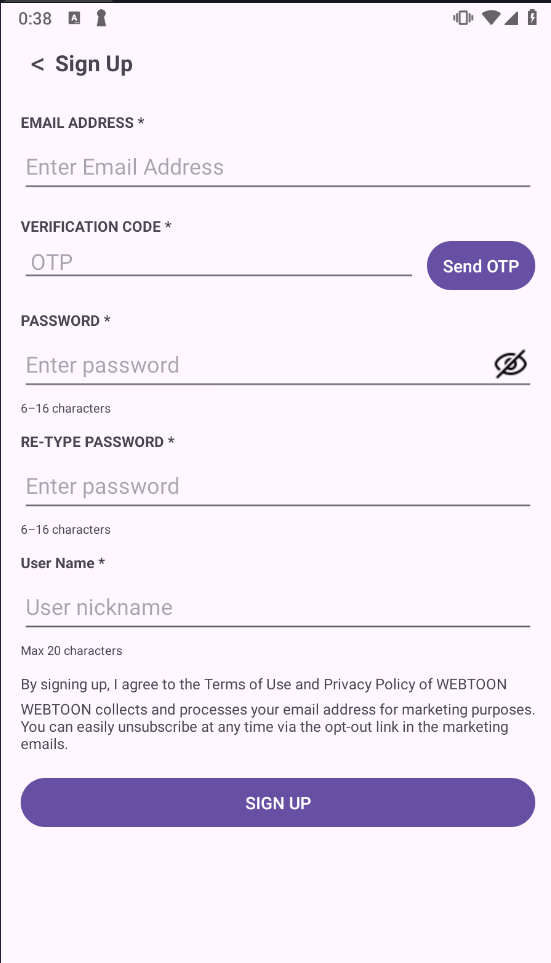 0:38
A
< Sign Up
EMAIL ADDRESS *
Enter Email Address
VERIFICATION CODE *
OTP
Send OTP
PASSWORD *
Enter password
6–16 characters
RE-TYPE PASSWORD *
Enter password
6–16 characters
User Name *
User nickname
Max 20 characters
By signing up, I agree to the Terms of Use and Privacy Policy of WEBTOON
WEBTOON collects and processes your email address for marketing purposes.
You can easily unsubscribe at any time via the opt-out link in the marketing
emails.
SIGN UP